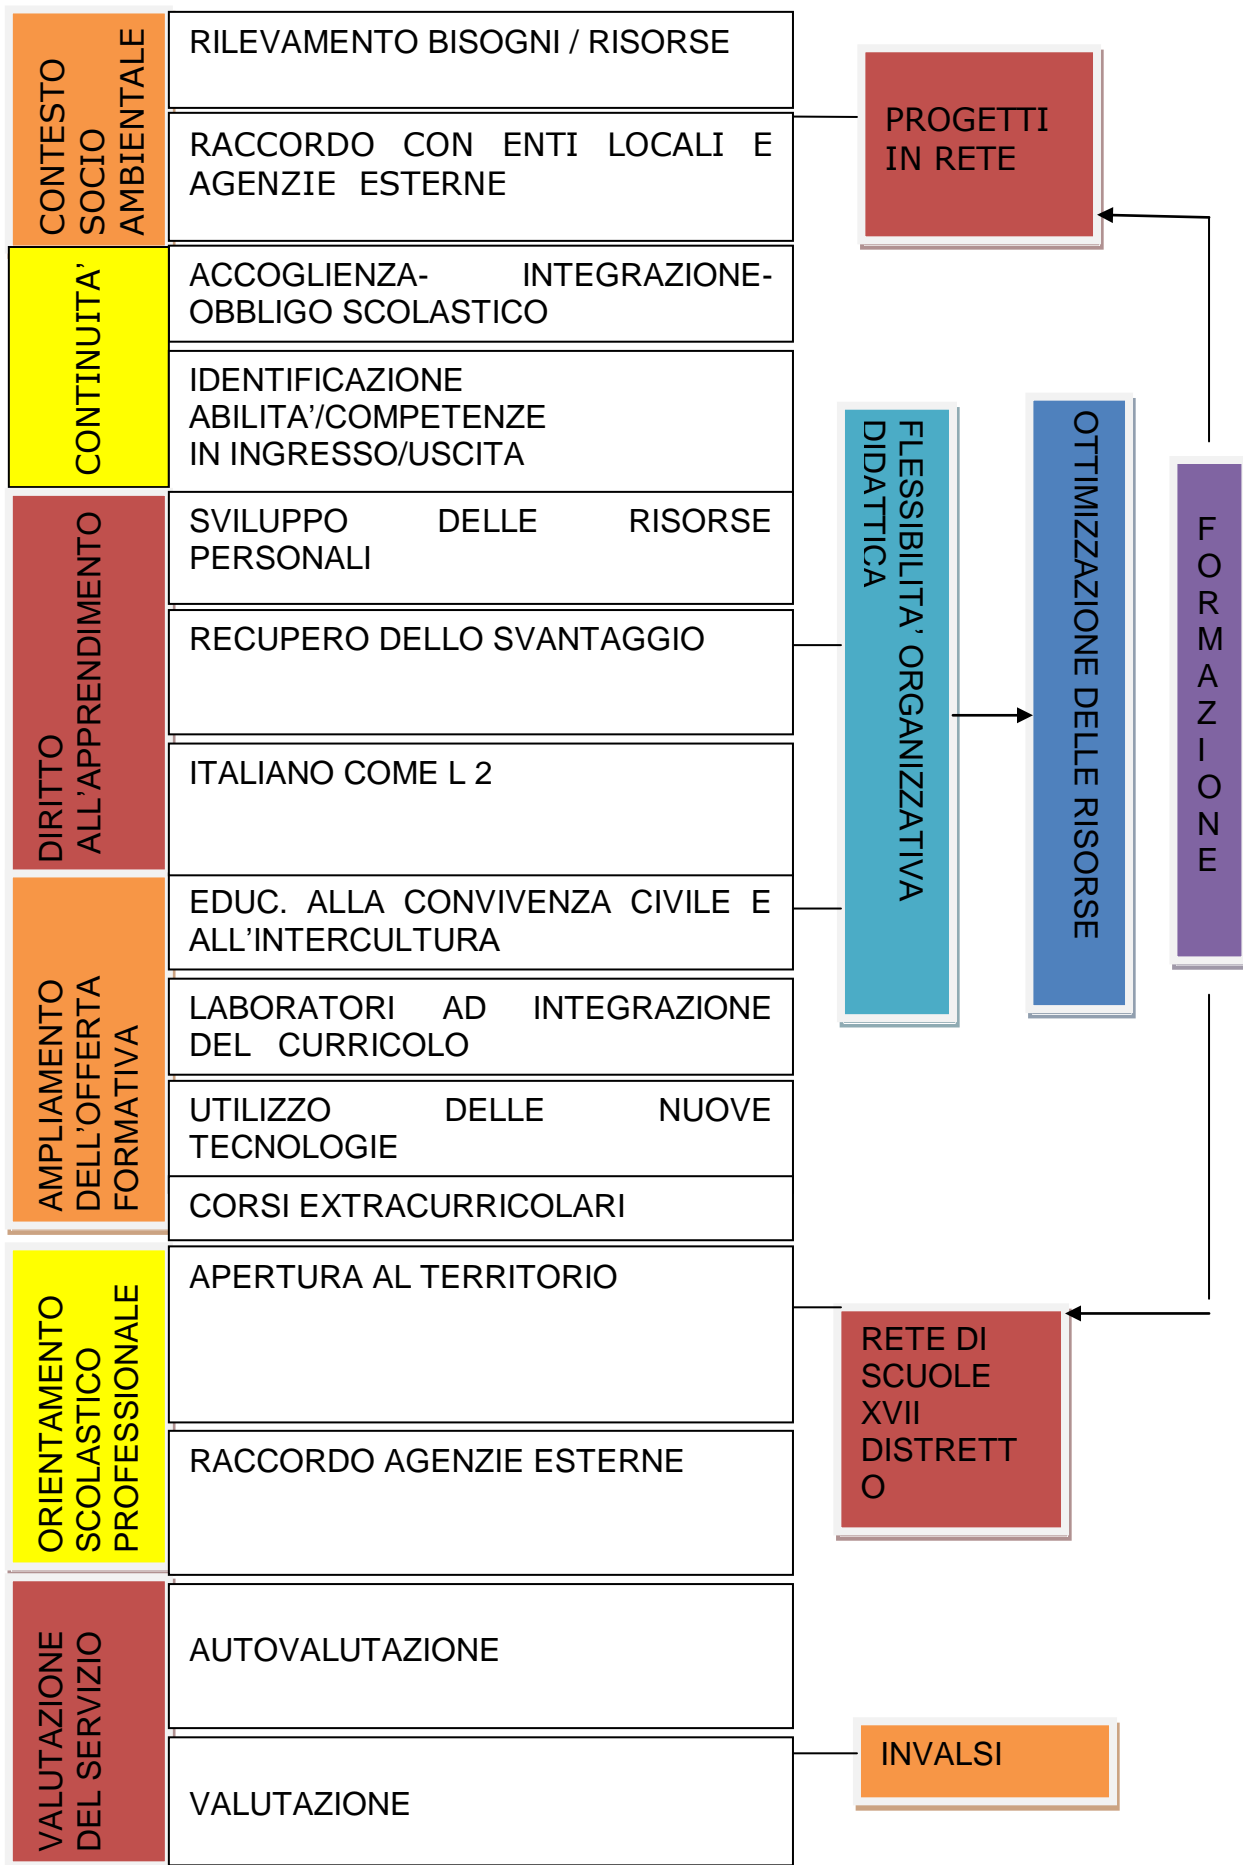 CONTESTO
SOCIO
AMBIENTALE
RILEVAMENTO BISOGNI / RISORSE
RACCORDO CON ENTI LOCALI E
AGENZIE ESTERNE
PROGETTI
IN RETE
CONTINUITA’
ACCOGLIENZA- INTEGRAZIONE-
OBBLIGO SCOLASTICO
IDENTIFICAZIONE
ABILITA’/COMPETENZE
IN INGRESSO/USCITA
DIRITTO
ALL’APPRENDIMENTO
SVILUPPO DELLE RISORSE
PERSONALI
RECUPERO DELLO SVANTAGGIO
ITALIANO COME L 2
FLESSIBILITA’ ORGANIZZATIVA
DIDATTICA
OTTIMIZZAZIONE DELLE RISORSE
F
O
R
M
A
Z
I
O
N
E
AMPLIAMENTO
DELL’OFFERTA
FORMATIVA
EDUC. ALLA CONVIVENZA CIVILE E
ALL’INTERCULTURA
LABORATORI AD INTEGRAZIONE
DEL CURRICOLO
UTILIZZO DELLE NUOVE
TECNOLOGIE
CORSI EXTRACURRICOLARI
ORIENTAMENTO
SCOLASTICO
PROFESSIONALE
APERTURA AL TERRITORIO
RACCORDO AGENZIE ESTERNE
RETE DI
SCUOLE
XVII
DISTRETT
O
VALUTAZIONE
DEL SERVIZIO
AUTOVALUTAZIONE
VALUTAZIONE
INVALSI